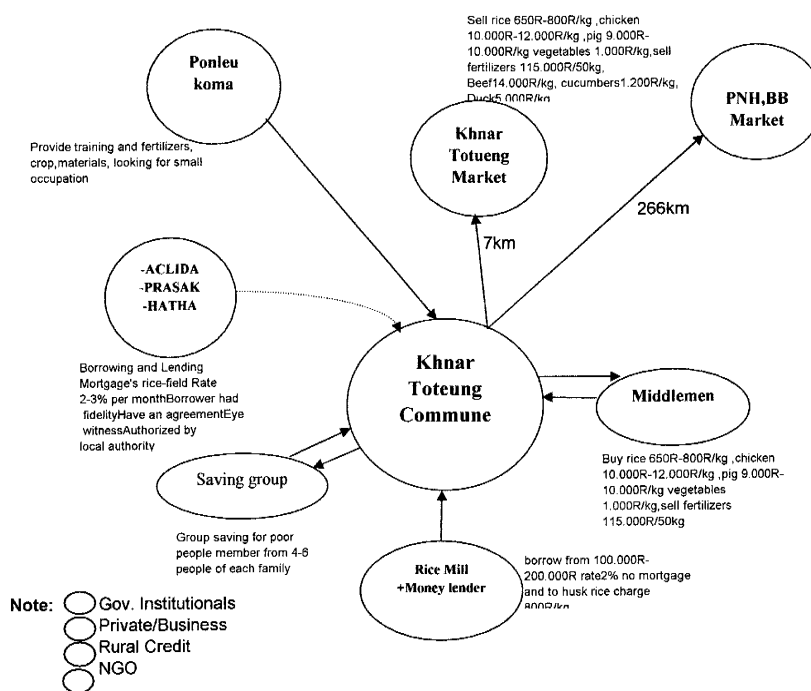 Sell rice 650R-800R/kg ,chicken
10.000R-12.000R/kg ,pig 9.000R-
10.000R/kg vegetables 1.000R/kg,sell
fertilizers 115.000R/50kg,
Beef14.000R/kg, cucumbers1.200R/kg,
Duck5.000R/kg
Ponleu
koma
Provide training and fertilizers,
crop,materials, looking for small
occupation
Khnar
Totueng
Market
PNH,BB
Market
266km
7km
-ACLIDA
-PRASAK
-HATHA
Borrowing and Lending
Mortgage's rice-field Rate
2-3% per monthBorrower had
fidelityHave an agreementEye
witnessAuthorized by
local authority
Khnar
Toteung
Commune
Middlemen
Buy rice 650R-800R/kg ,chicken
10.000R-12.000R/kg ,pig 9.000R-
10.000R/kg vegetables
1.000R/kg,sell fertilizers
115.000R/50kg
Saving group
Group saving for poor
people member from 4-6
people of each family
Rice Mill
+Money lender
borrow from 100.000R-
200.000R rate2% no mortgage
and to husk rice charge
800R/kg
Note:
Gov. Institutionals
Private/Business
Rural Credit
NGO